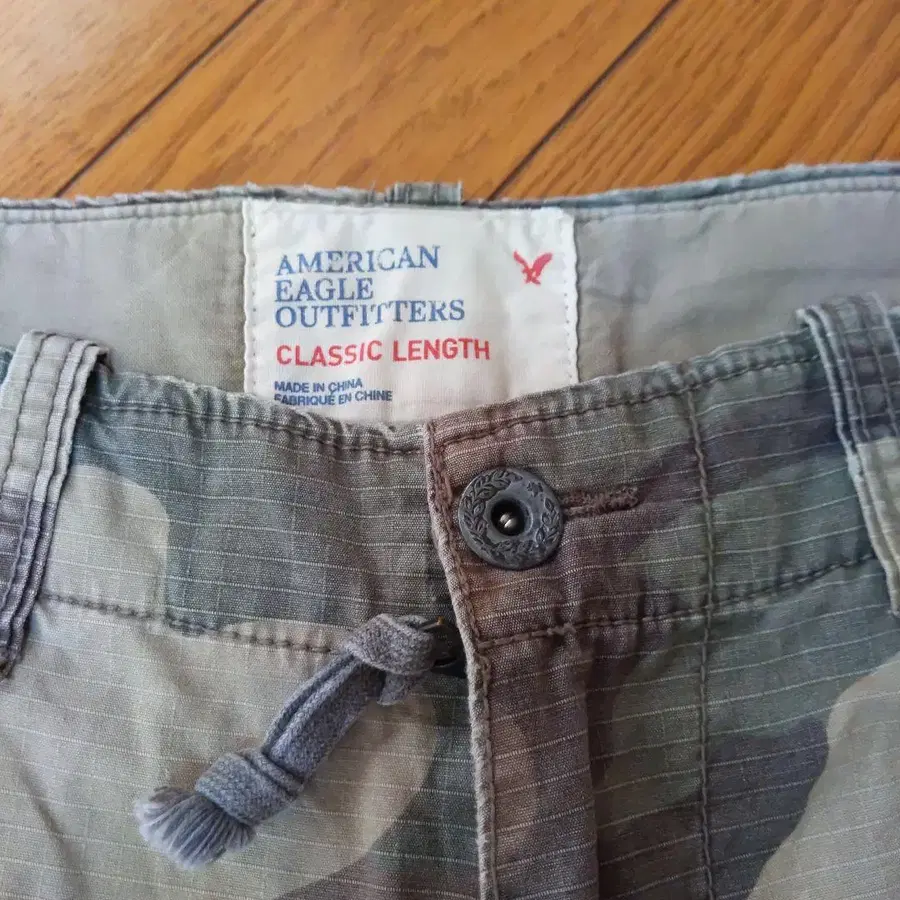 AMERICAN
EAGLE
OUTFITTERS
CLASSIC LENGTH
MADE IN CHINA
FABRIQUÉ EN CHINE